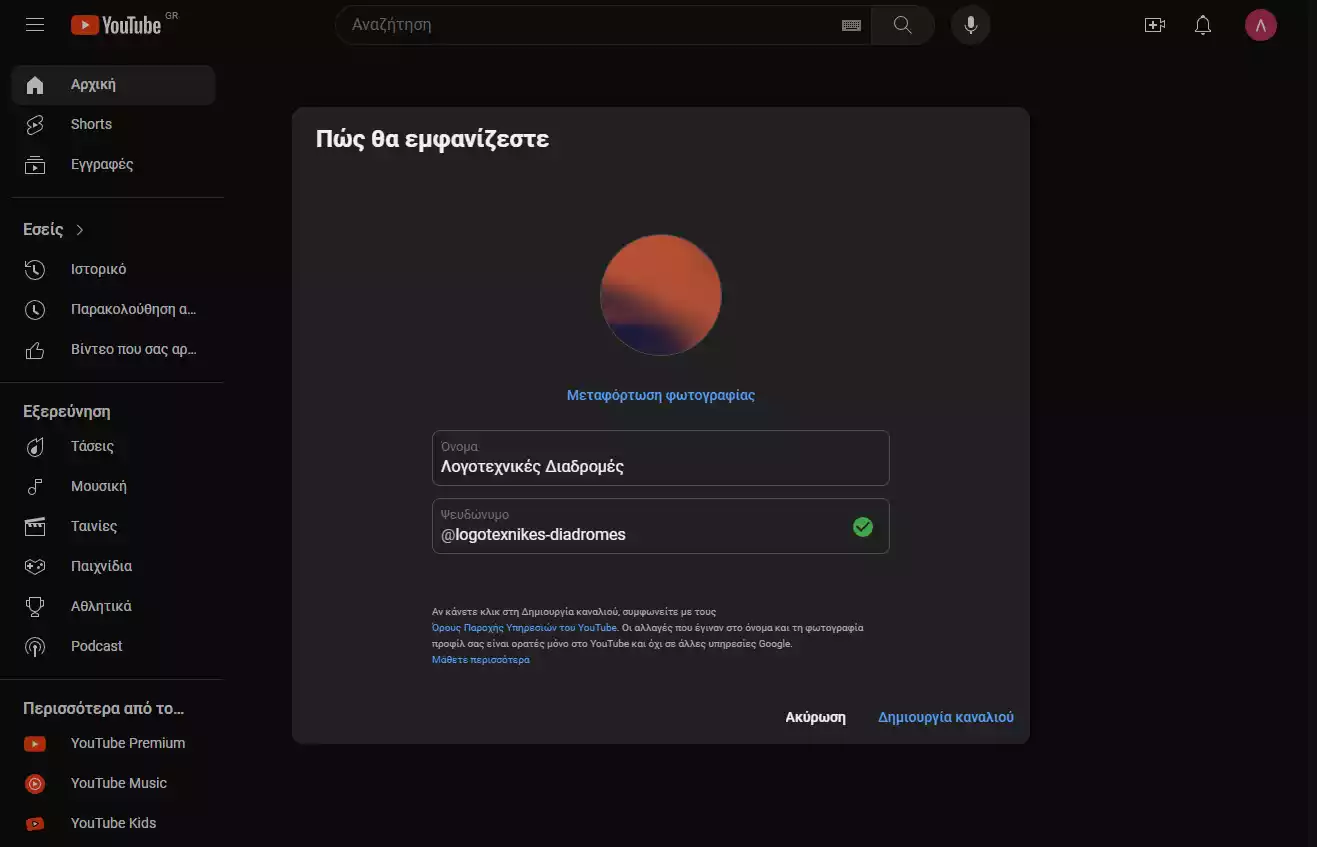 YouTube GR
Αναζήτηση
Λ
Αρχική
Shorts
Εγγραφές
Εσείς
Ιστορικό
Παρακολούθηση α...
Βίντεο που σας αρ...
Εξερεύνηση
Τάσεις
Μουσική
Ταινίες
Παιχνίδια
Αθλητικά
Podcast
Περισσότερα από το...
YouTube Premium
YouTube Music
YouTube Kids
Πώς θα εμφανίζεστε
Μεταφόρτωση φωτογραφίας
Όνομα
Λογοτεχνικές Διαδρομές
Ψευδώνυμο
@logotexnikes-diadromes
Αν κάνετε κλικ στη Δημιουργία καναλιού, συμφωνείτε με τους
Όρους Παροχής Υπηρεσιών του YouTube. Οι αλλαγές που έγιναν στο όνομα και τη φωτογραφία
προφίλ σας είναι ορατές μόνο στο YouTube και όχι σε άλλες υπηρεσίες Google.
Μάθετε περισσότερα
Ακύρωση
Δημιουργία καναλιού